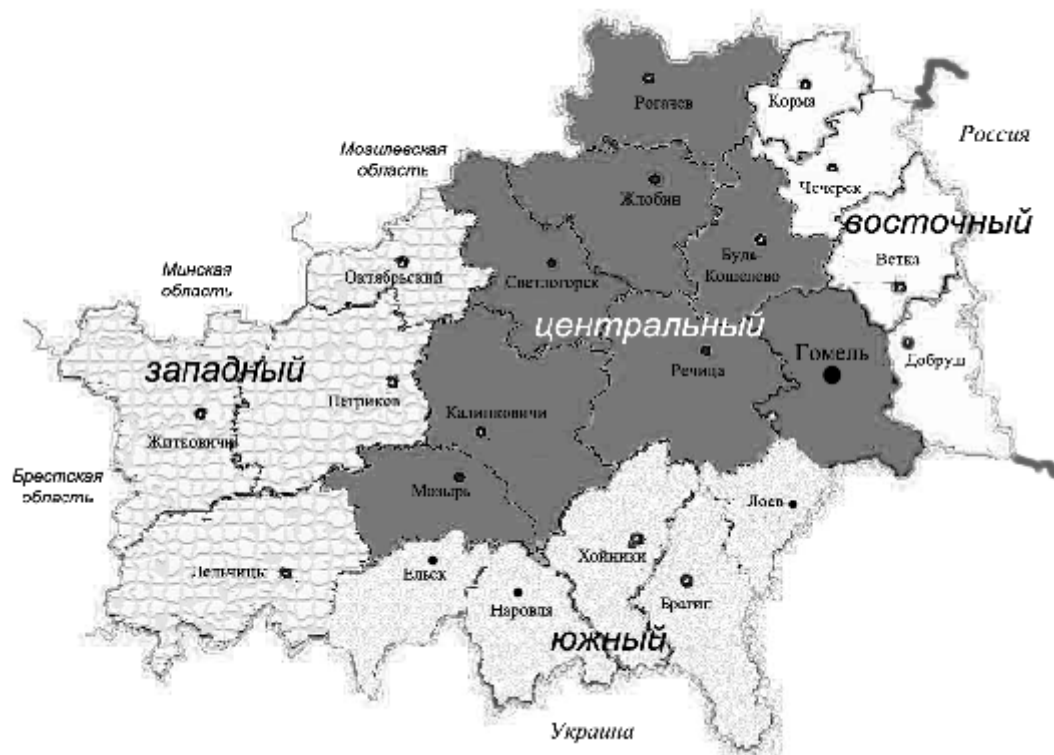 Рогачев
Корма
Россия
Могилевская
область
Чечерск
Жлобин
восточный
Минская
область
Октябрьский
Светлогорск
Буда-
Кошелево
Ветка
центральный
западный
Речица
Гомель
Добруш
Петриков
Житковичи
Калинковичи
Брестская
область
Мозырь
Лоев
Лельчицы
Ельск
Хойники
Наровля
Брагин
южный
Украина